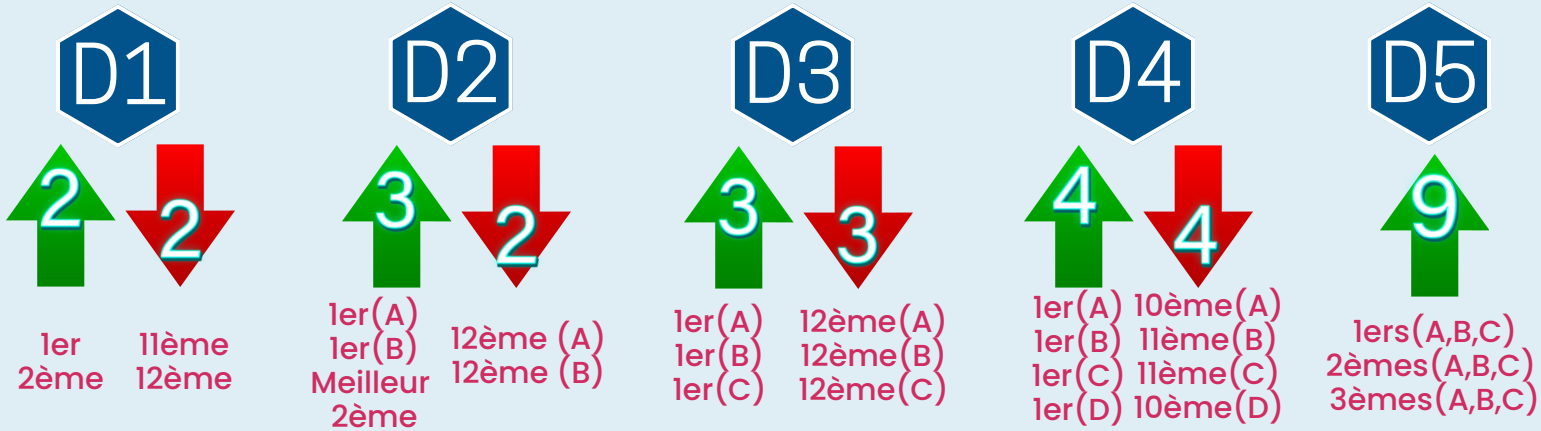 D1
2
2
1er
2ème
11ème
12ème
D2
3
2
1er(A)
1er(B)
Meilleur
2ème
12ème (A)
12ème (B)
D3
3
3
1er(A)
1er(B)
1er(C)
12ème(A)
12ème(B)
12ème(C)
D4
4
4
1er(A)
1er(B)
1er(C)
1er(D)
10ème(A)
11ème(B)
11ème(C)
10ème(D)
D5
9
1ers(A,B,C)
2èmes(A,B,C)
3èmes(A,B,C)